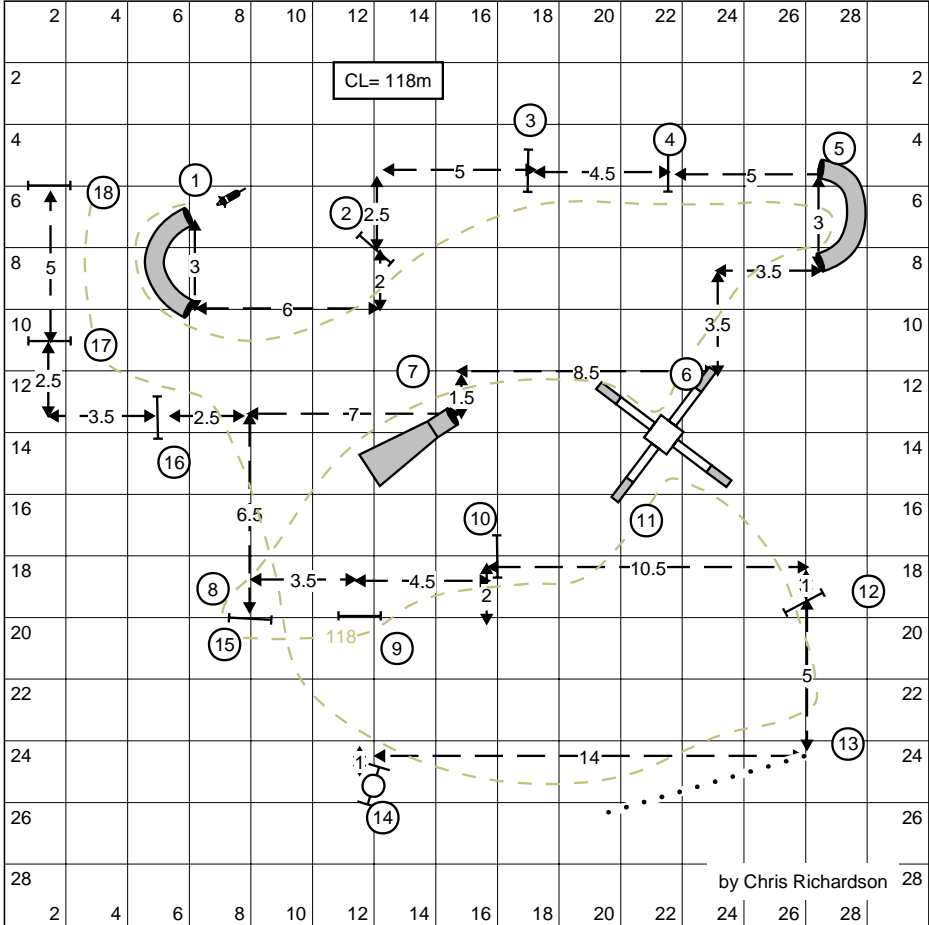 2 4 6 8 10 12 14 16 18 20 22 24 26 28
2 CL= 118m 2
4 3 4 5 4
5 -4.5 5
6 18 1 2 2.5 3 6
8 5 3 2 -3.5 8
6
10 17 3.5 10
12 2.5 7 8.5 6 12
1.5
-3.5 2.5 7
14 16 14
16 6.5 10 11 16
18 8 3.5 -4.5 2 10.5 1 12 18
20 15 118 9 20
22 5 22
24 1 14 13 24
26 14 26
28 by Chris Richardson 28
2 4 6 8 10 12 14 16 18 20 22 24 26 28